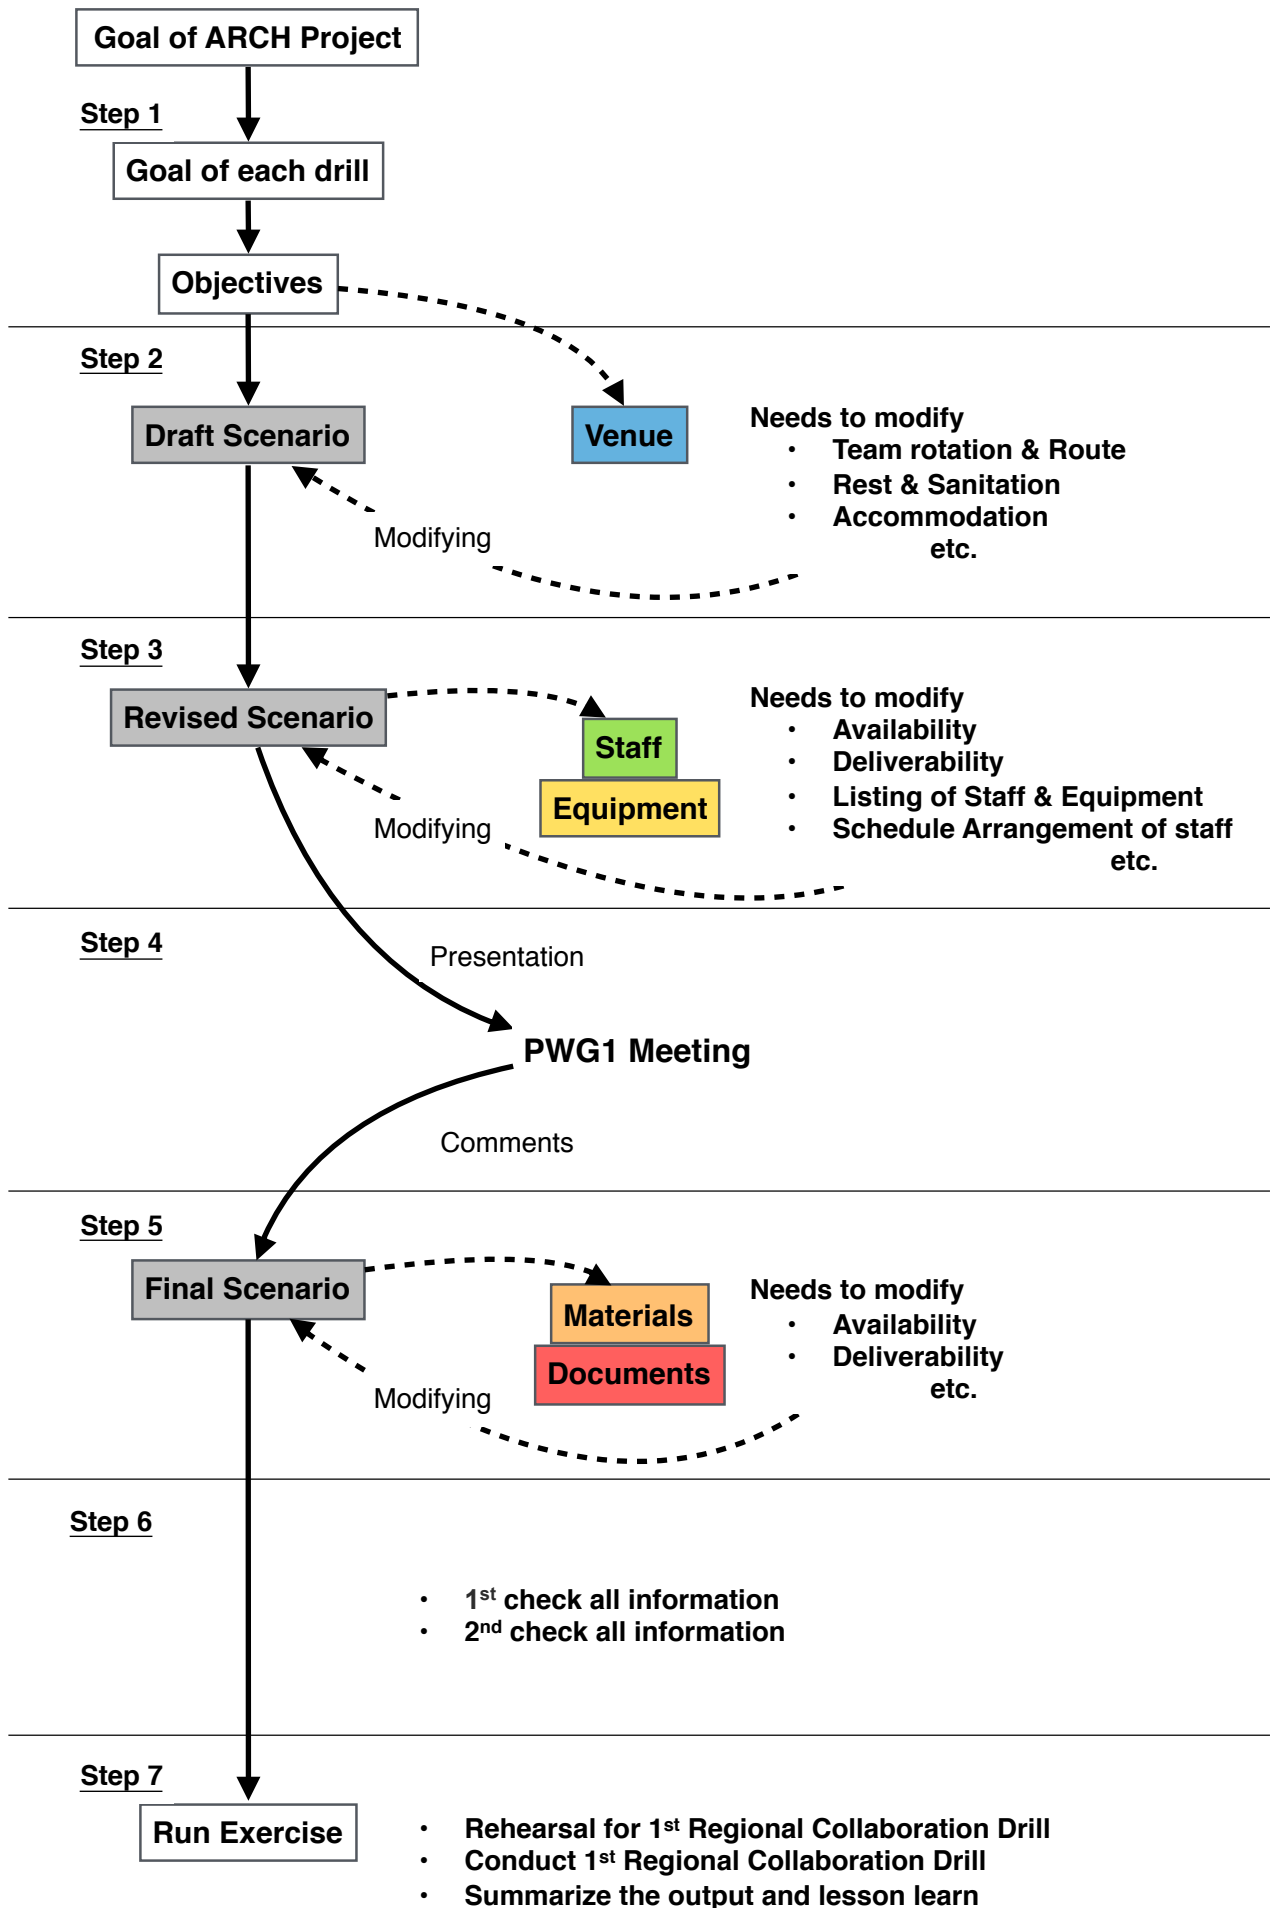 Goal of ARCH Project
Step 1
Goal of each drill
Objectives
Step 2
Draft Scenario
Venue
Needs to modify
• Team rotation & Route
• Rest & Sanitation
• Accommodation
etc.
Modifying
Step 3
Revised Scenario
Staff
Equipment
Needs to modify
• Availability
• Deliverability
• Listing of Staff & Equipment
• Schedule Arrangement of staff
etc.
Modifying
Step 4
Presentation
PWG1 Meeting
Comments
Step 5
Final Scenario
Materials
Documents
Needs to modify
• Availability
• Deliverability
etc.
Modifying
Step 6
• 1st check all information
• 2nd check all information
Step 7
Run Exercise
• Rehearsal for 1st Regional Collaboration Drill
• Conduct 1st Regional Collaboration Drill
• Summarize the output and lesson learn